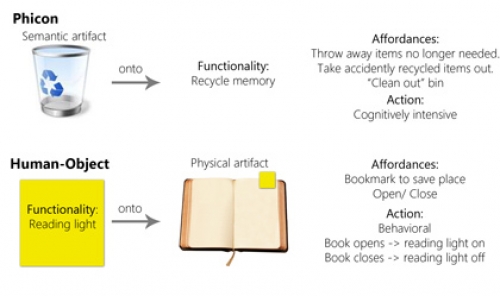 Phicon
Semantic artifact
onto
Functionality:
Recycle memory
Affordances:
Throw away items no longer needed.
Take accidently recycled items out.
“Clean out” bin
Action:
Cognitively intensive
Human-Object
Functionality:
Reading light
onto
Physical artifact
Affordances:
Bookmark to save place
Open/ Close
Action:
Behavioral
Book opens -> reading light on
Book closes -> reading light off